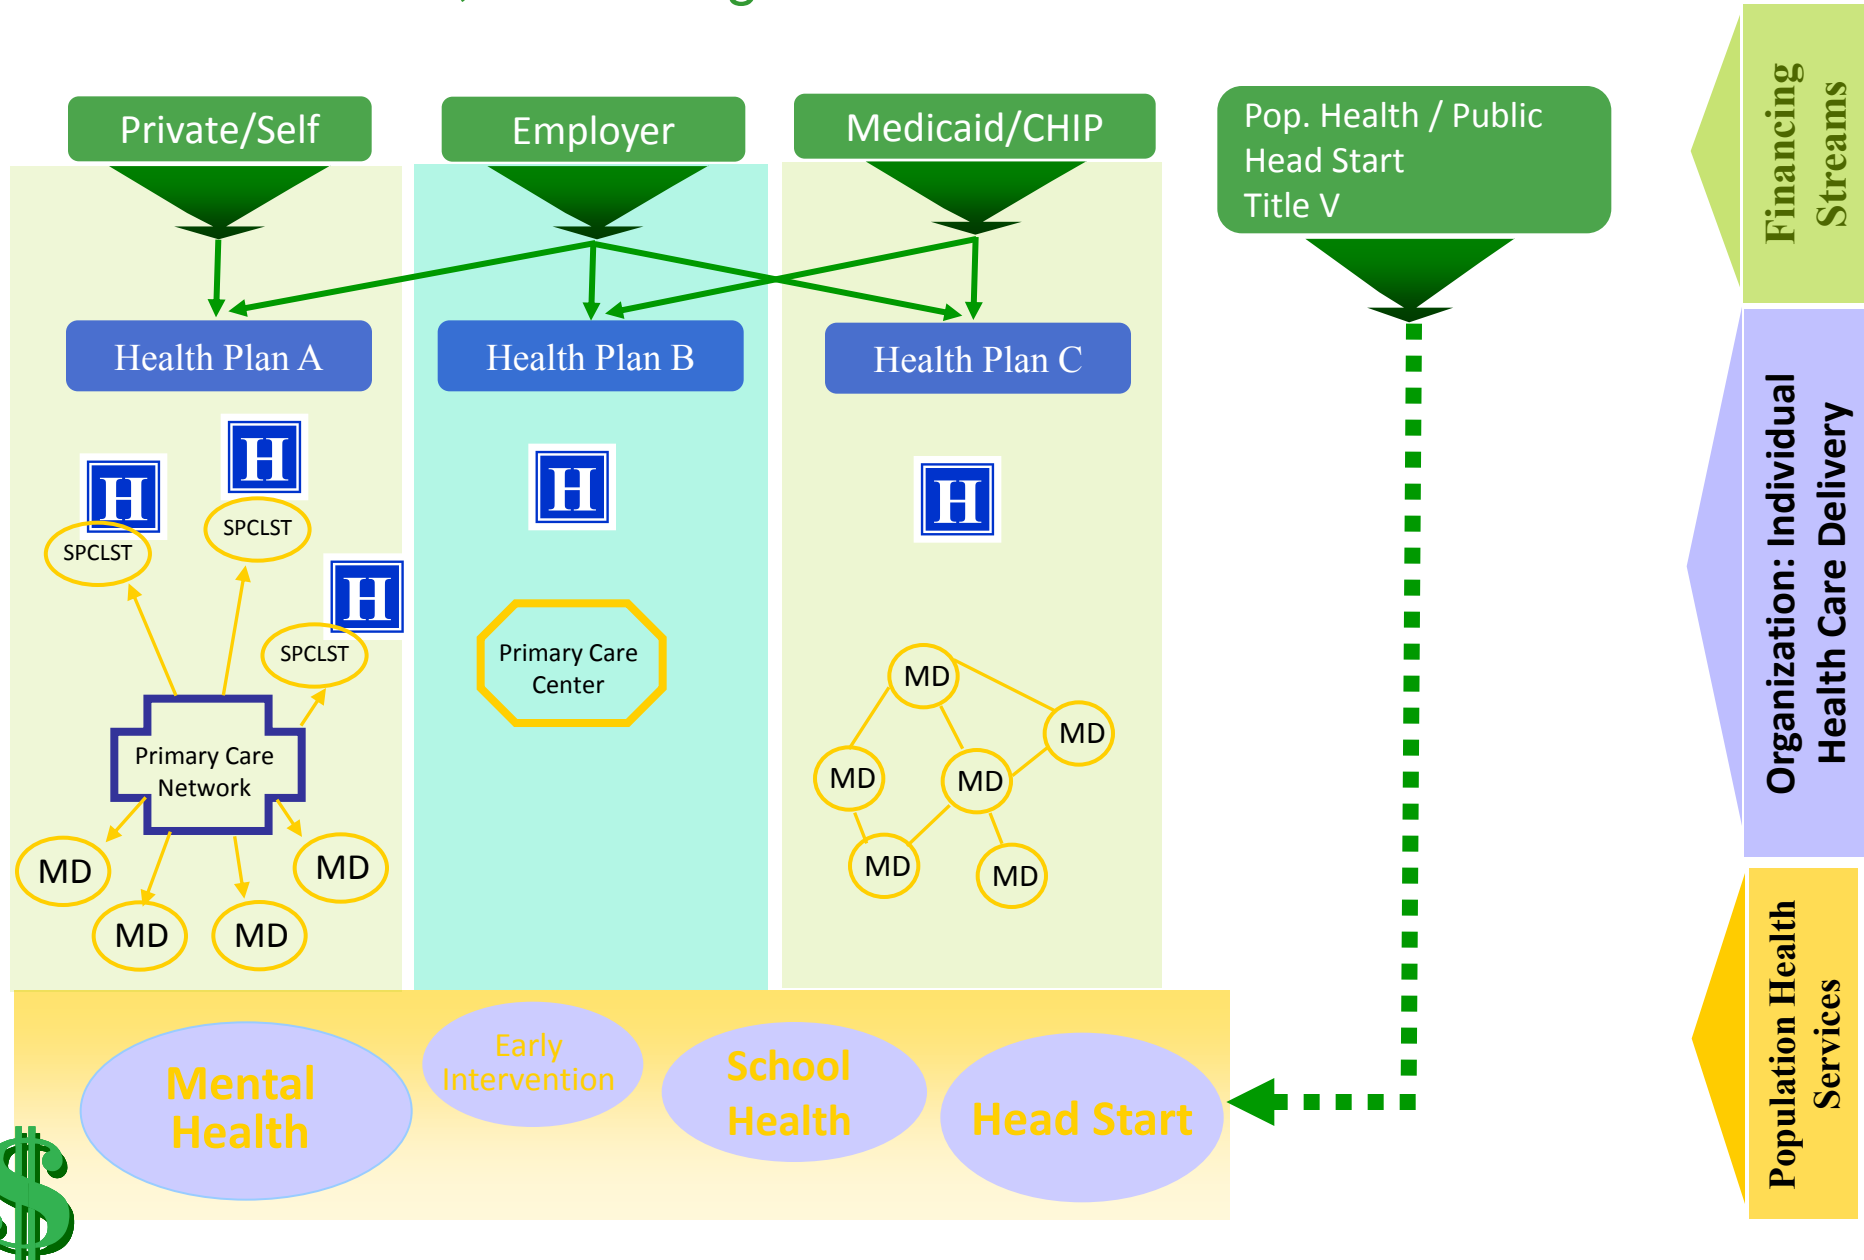 Private/Self
Employer
Medicaid/CHIP
Pop. Health / Public
Head Start
Title V
Financing
Streams
Health Plan A
Health Plan B
Health Plan C
H
H
H
H
H
SPCLST
SPCLST
SPCLST
Primary Care
Network
MD
MD
MD
MD
Primary Care
Center
MD
MD
MD
MD
MD
MD
Organization: Individual
Health Care Delivery
Mental
Health
Early
Intervention
School
Health
Head Start
Population Health
Services
$